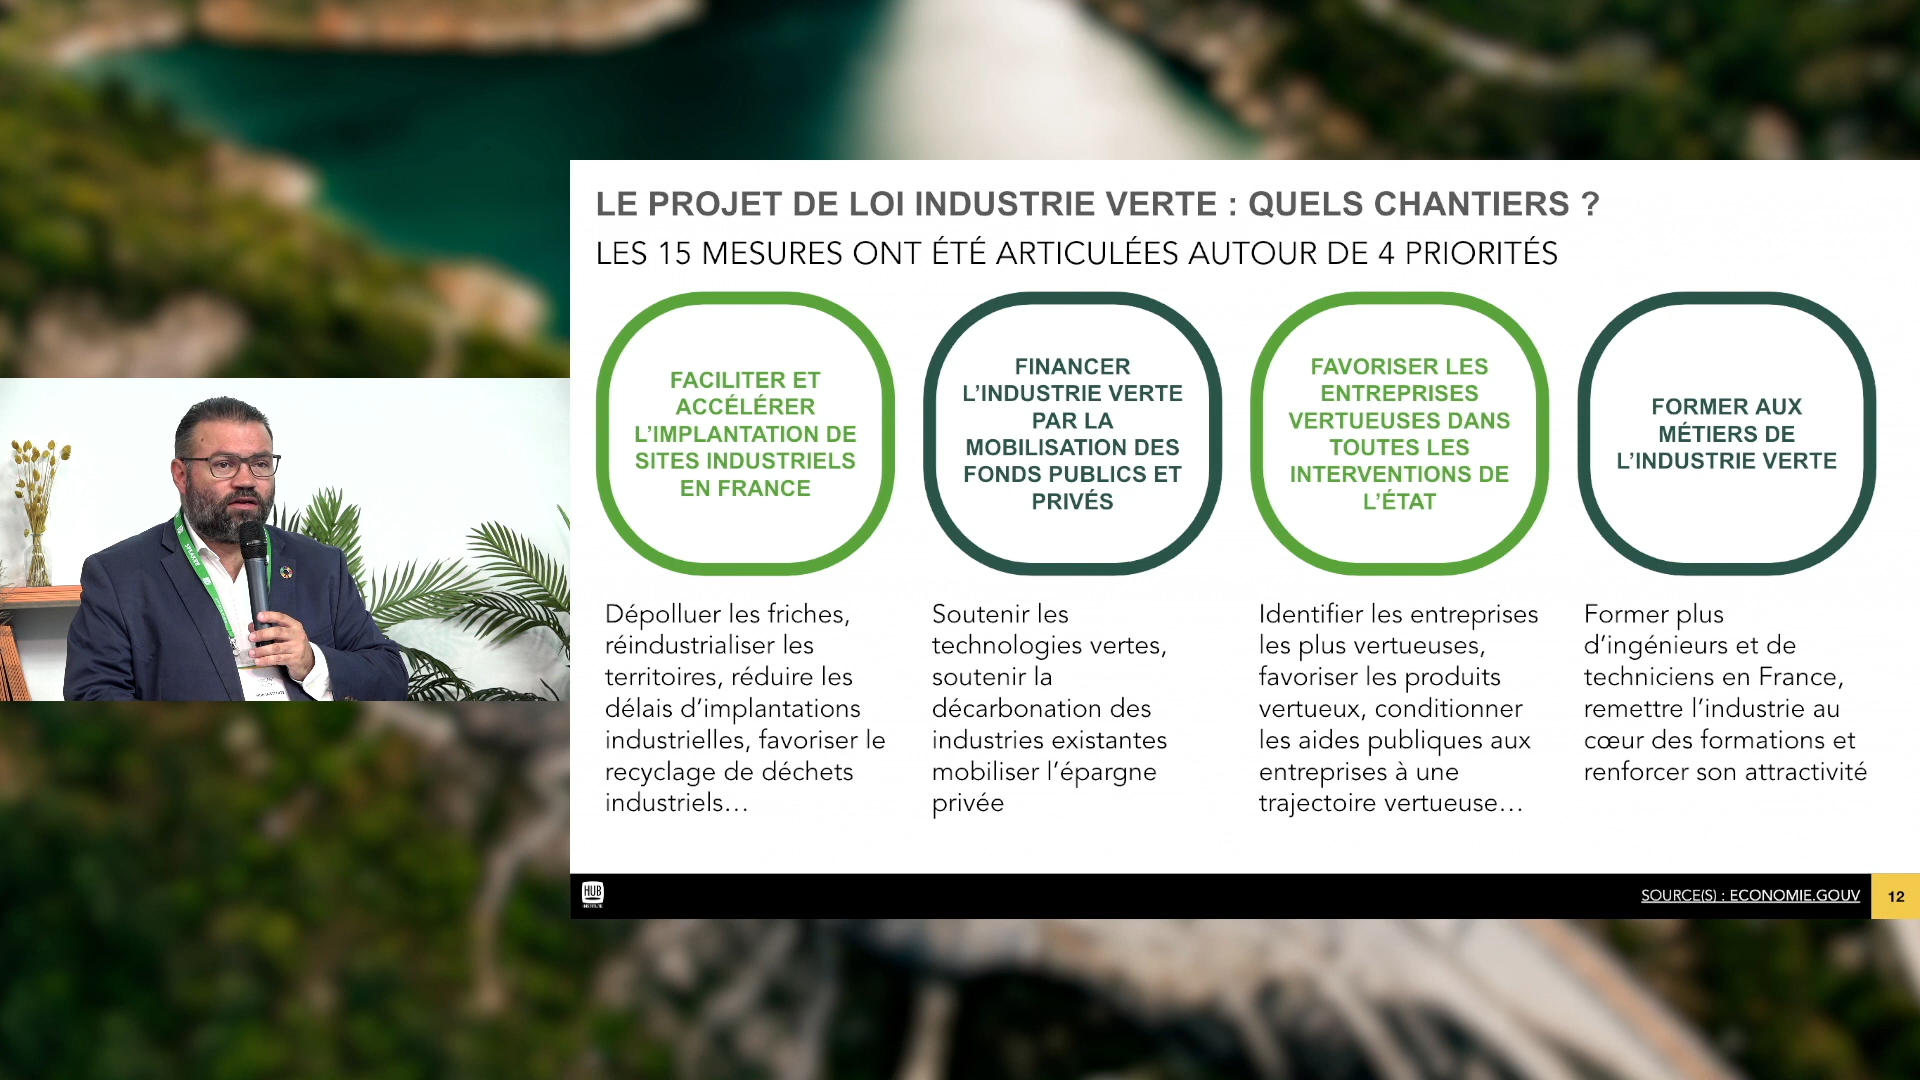 LE PROJET DE LOI INDUSTRIE VERTE : QUELS CHANTIERS ?
LES 15 MESURES ONT ÉTÉ ARTICULÉES AUTOUR DE 4 PRIORITÉS
FACILITER ET
ACCÉLÉRER
L’IMPLANTATION DE
SITES INDUSTRIELS
EN FRANCE
FINANCER
L’INDUSTRIE VERTE
PAR LA
MOBILISATION DES
FONDS PUBLICS ET
PRIVÉS
FAVORISER LES
ENTREPRISES
VERTUEUSES DANS
TOUTES LES
INTERVENTIONS DE
L’ÉTAT
FORMER AUX
MÉTIERS DE
L’INDUSTRIE VERTE
Dépolluer les friches,
réindustrialiser les
territoires, réduire les
délais d’implantations
industrielles, favoriser le
recyclage de déchets
industriels…
Soutenir les
technologies vertes,
soutenir la
décarbonation des
industries existantes
mobiliser l’épargne
privée
Identifier les entreprises
les plus vertueuses,
favoriser les produits
vertueux, conditionner
les aides publiques aux
entreprises à une
trajectoire vertueuse…
Former plus
d’ingénieurs et de
techniciens en France,
remettre l’industrie au
cœur des formations et
renforcer son attractivité
HUB
INSTITUTE
SOURCE(S) : ECONOMIE.GOUV
12